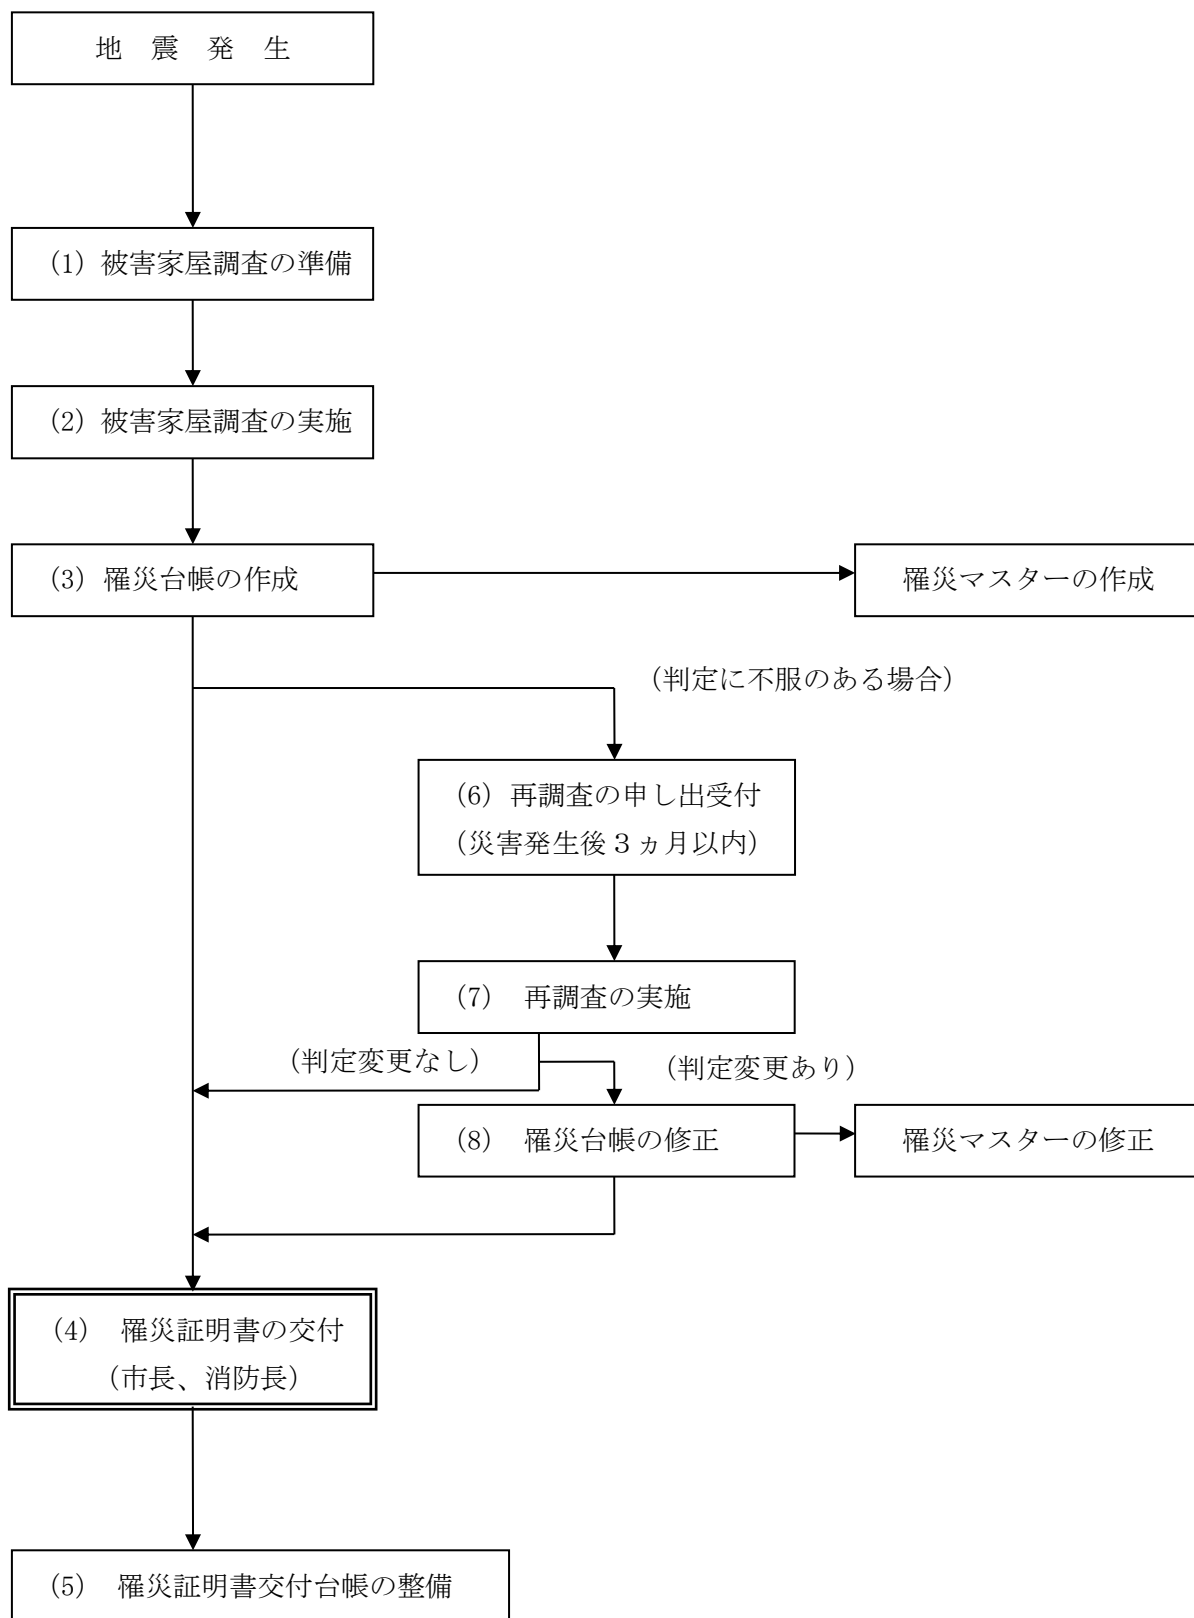 地　震　発　生
(1) 被害家屋調査の準備
(2) 被害家屋調査の実施
(3) 罹災台帳の作成
罹災マスターの作成
（判定に不服のある場合）
(6) 再調査の申し出受付
（災害発生後３ヵ月以内）
(7)　再調査の実施
（判定変更なし）
（判定変更あり）
(8)　罹災台帳の修正
罹災マスターの修正
(4)　罹災証明書の交付
（市長、消防長）
(5)　罹災証明書交付台帳の整備